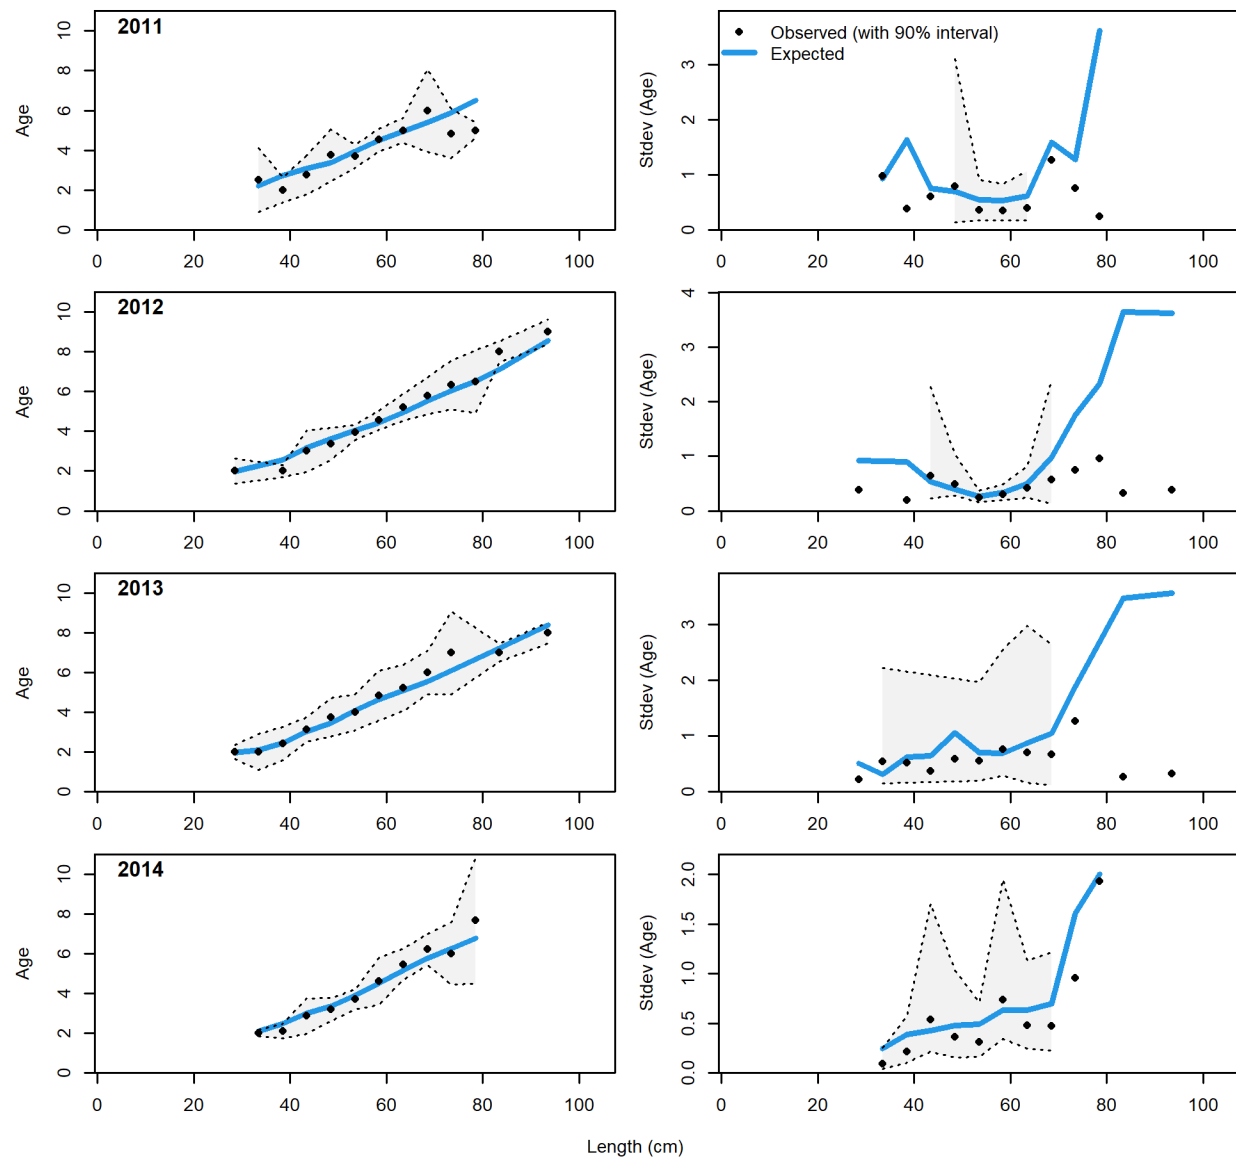 2011
Age
0 2 4 6 8 10
0 20 40 60 80 100
Observed (with 90% interval)
Expected
Stdev (Age)
0 1 2 3
0 20 40 60 80 100
2012
Age
0 2 4 6 8 10
0 20 40 60 80 100
Stdev (Age)
0 1 2 3 4
0 20 40 60 80 100
2013
Age
0 2 4 6 8 10
0 20 40 60 80 100
Stdev (Age)
0 1 2 3
0 20 40 60 80 100
2014
Age
0 2 4 6 8 10
0 20 40 60 80 100
Stdev (Age)
0.0 0.5 1.0 1.5 2.0
0 20 40 60 80 100
Length (cm)